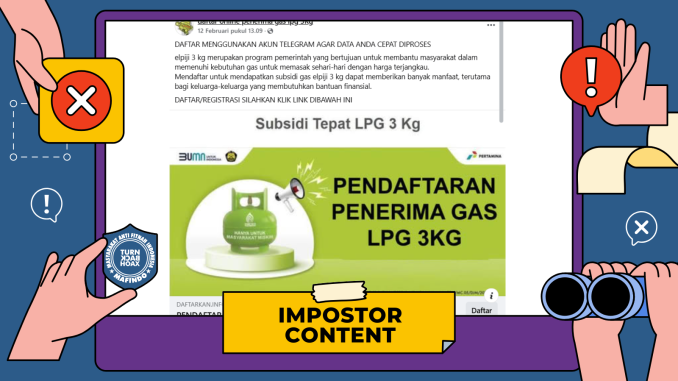 daftar online penerima gas lpg 3kg
12 Februari pukul 13.09
DAFTAR MENGGUNAKAN AKUN TELEGRAM AGAR DATA ANDA CEPAT DIPROSES
elpiji 3 kg merupakan program pemerintah yang bertujuan untuk membantu masyarakat dalam
memenuhi kebutuhan gas untuk memasak sehari-hari dengan harga terjangkau.
Mendaftar untuk mendapatkan subsidi gas elpiji 3 kg dapat memberikan banyak manfaat, terutama
bagi keluarga-keluarga yang membutuhkan bantuan finansial.
DAFTAR/REGISTRASI SILAHKAN KLIK LINK DIBAWAH INI
Subsidi Tepat LPG 3 Kg
BUMN
PERTAMINA
PENDAFTARAN
PENERIMA GAS
LPG 3KG
HANYA UNTUK
MASYARAKAT MISKIN
MASYARAKAT ANTI FITNAH INDONESIA
TURN
BACK
HOAX
MAFINDO
DAFTARKAN.INF
Daftar
IMPOSTOR
CONTENT